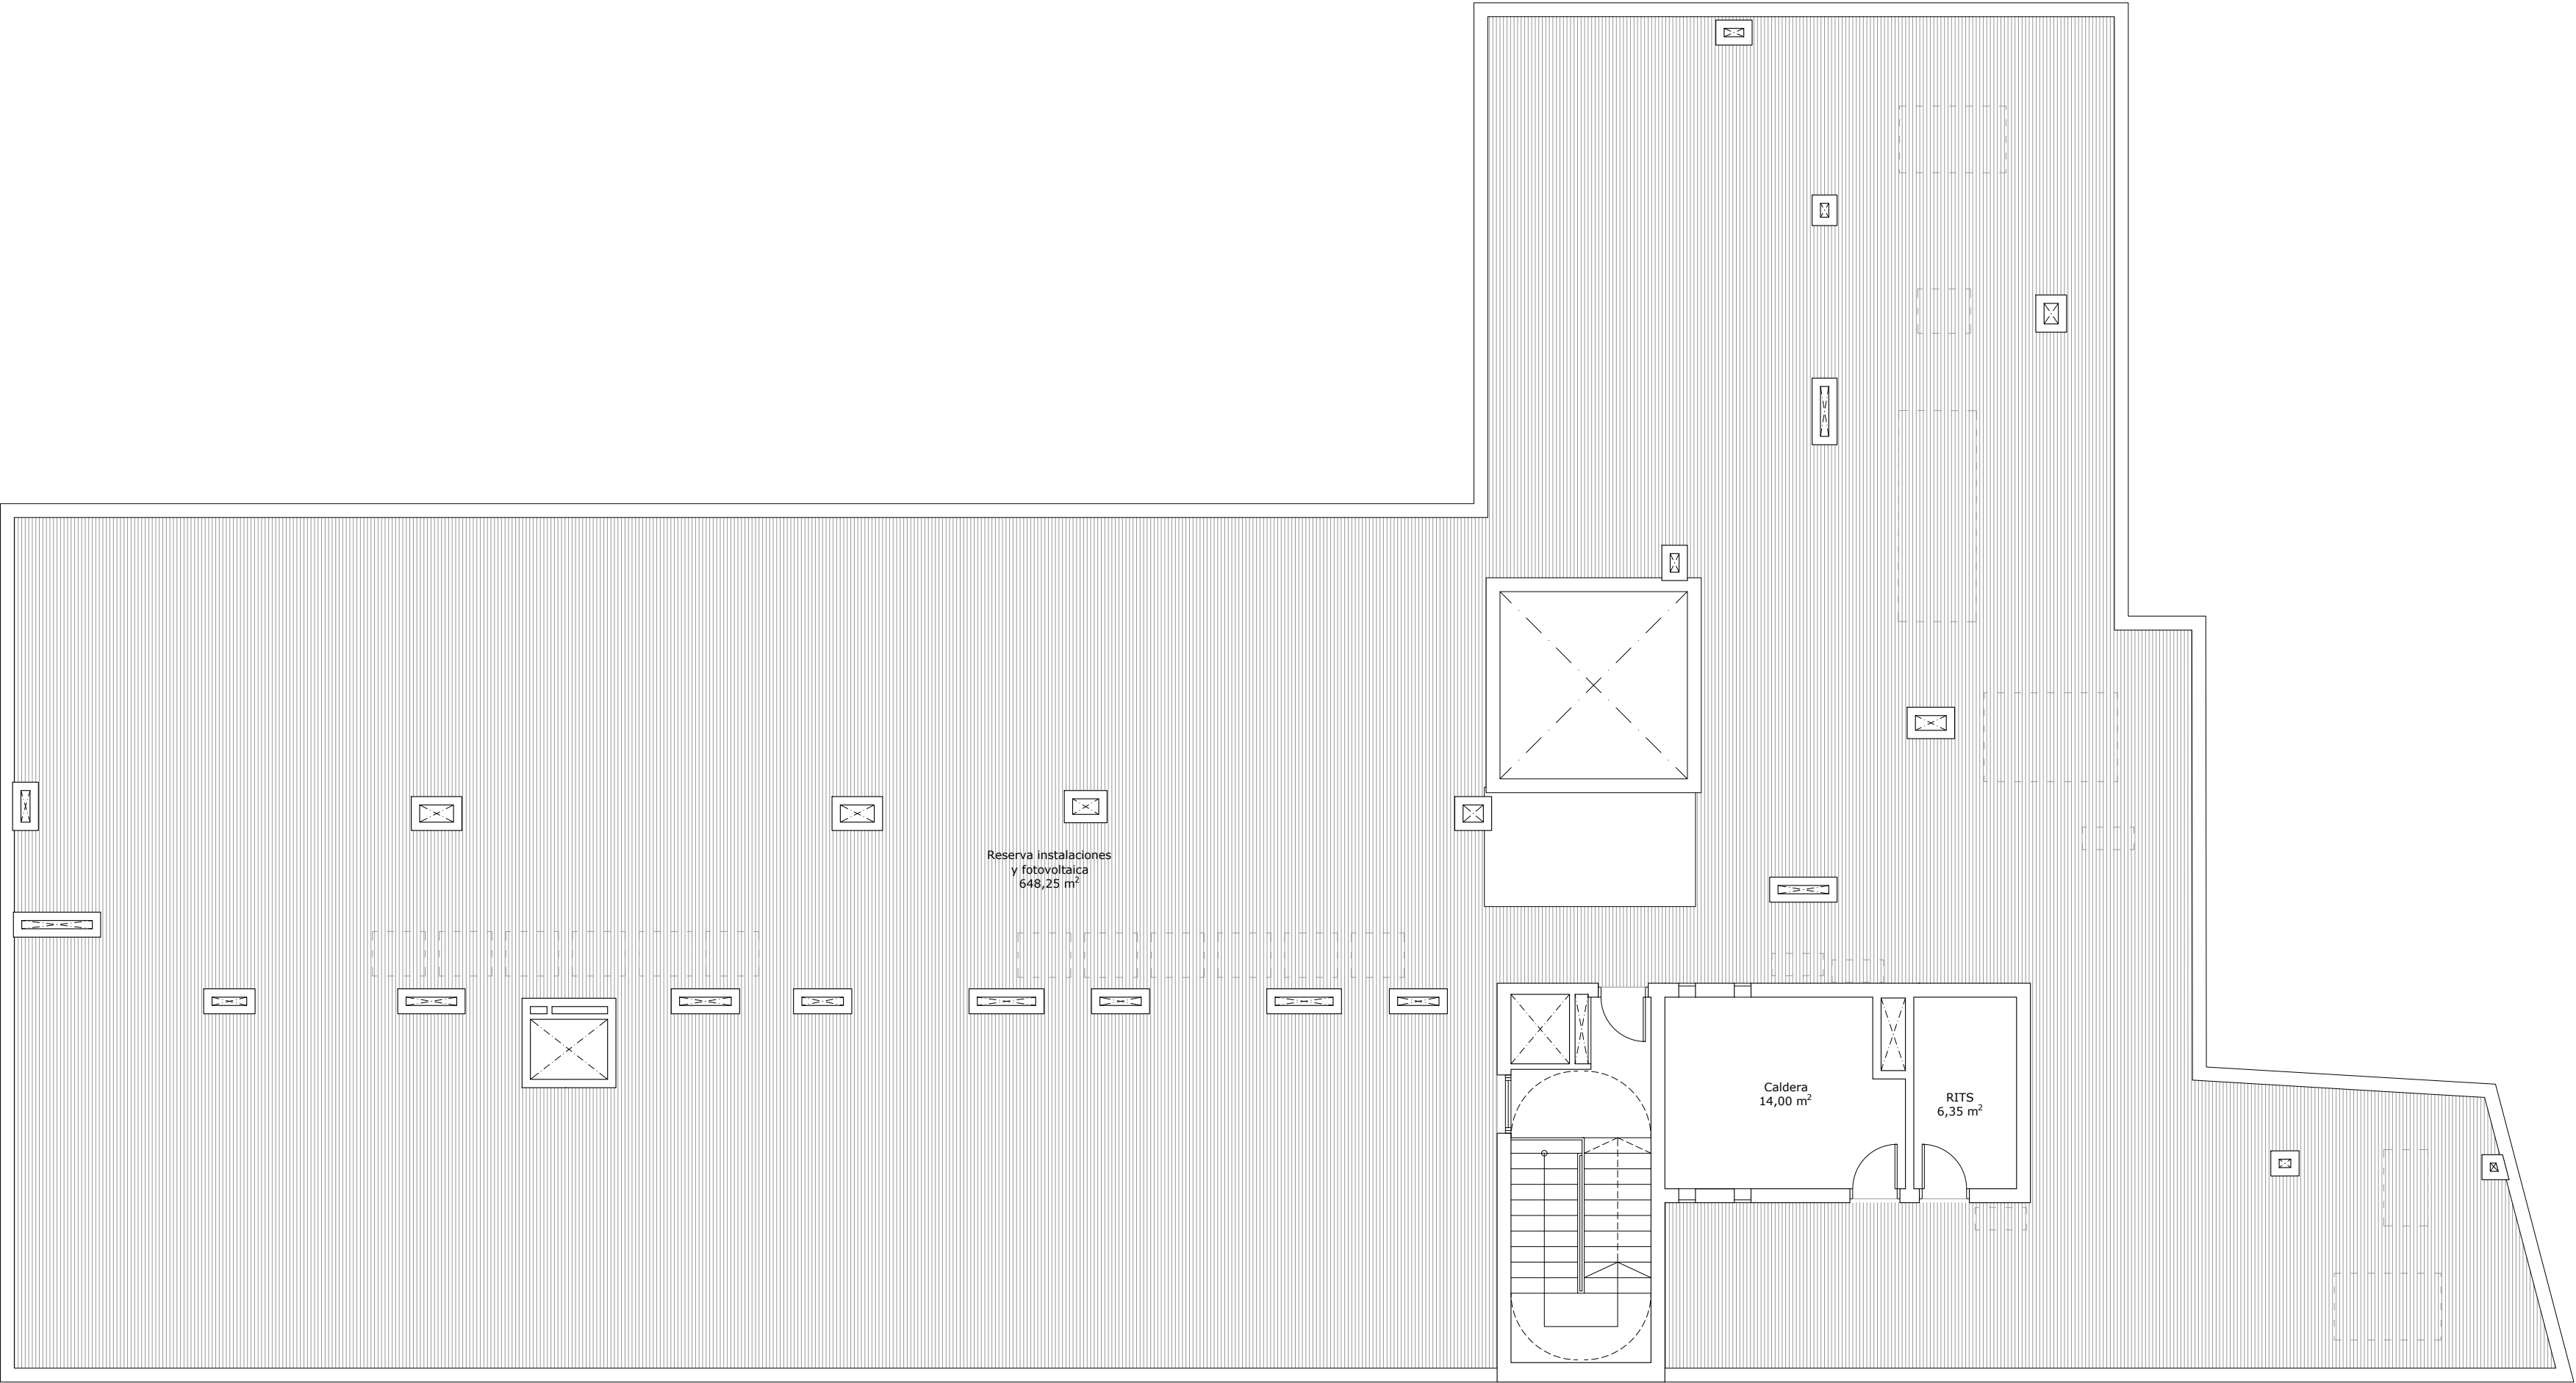 Reserva instalaciones
y fotovoltaica
648,25 m²
Caldera
14,00 m²
RITS
6,35 m²